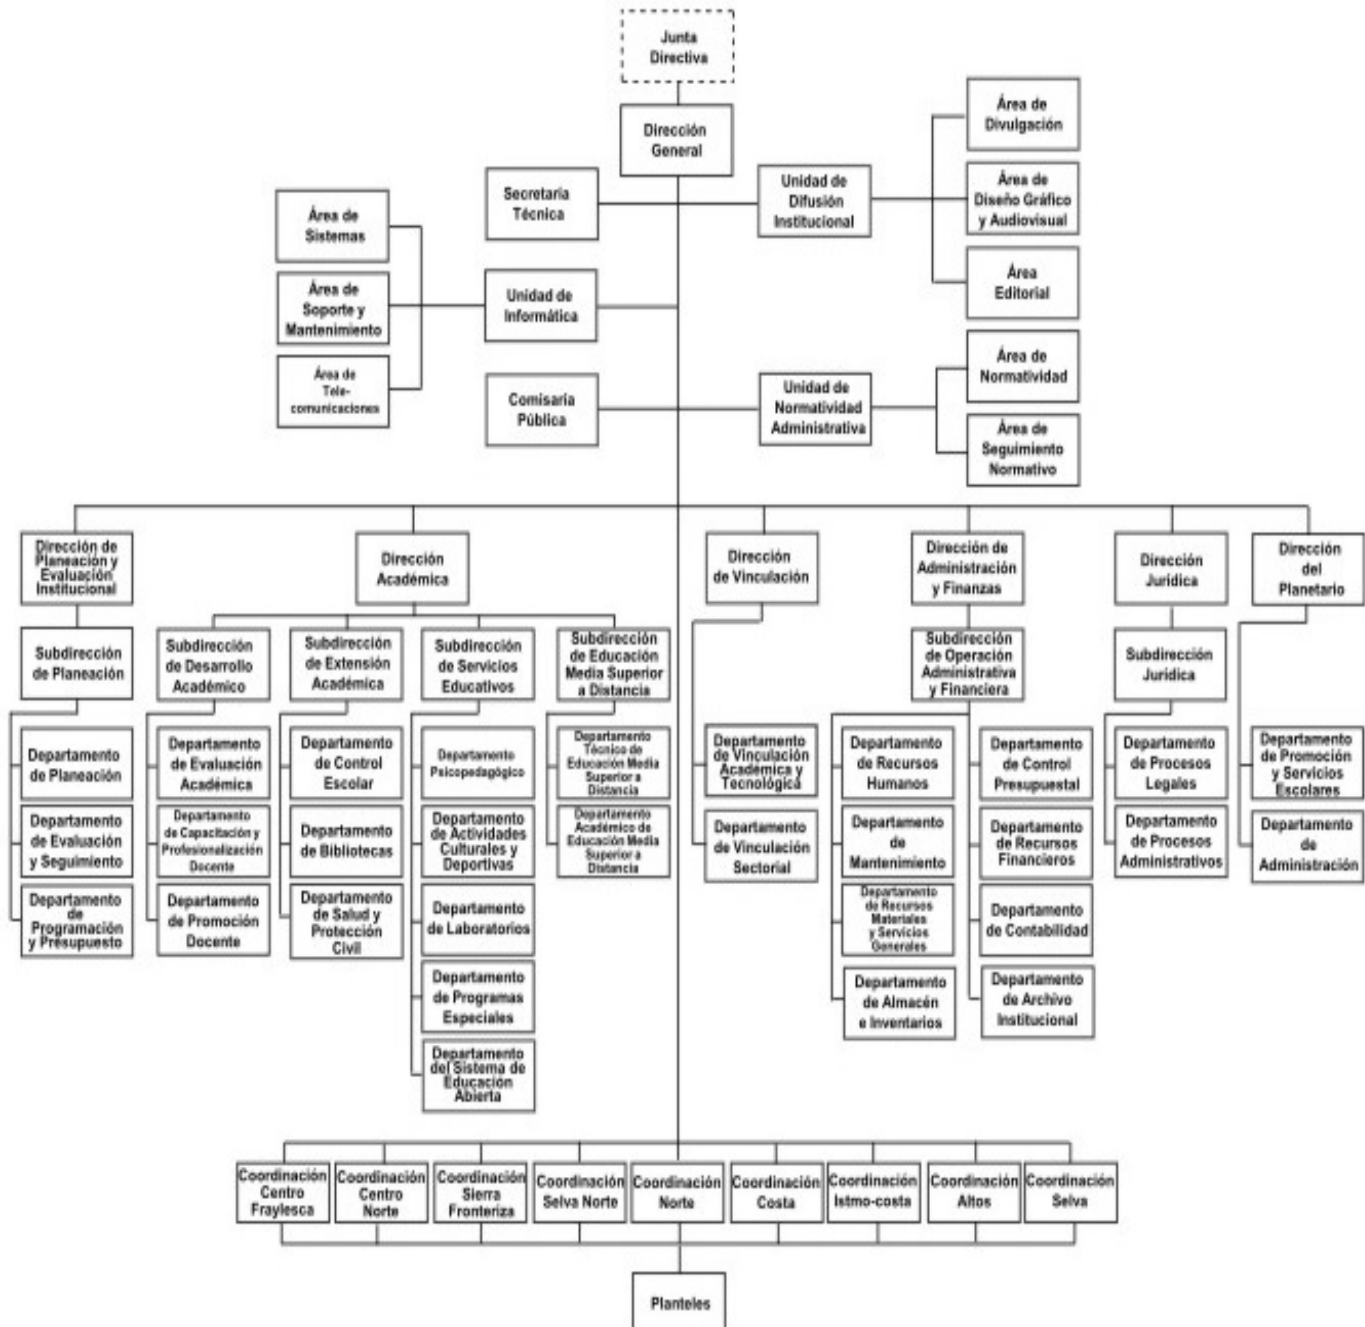 Junta
Directiva
Dirección
General
Área de
Divulgación
Secretaria
Técnica
Unidad de
Difusión
Institucional
Área de
Diseño Gráfico
y Audiovisual
Área de
Sistemas
Área
Editorial
Área de
Soporte y
Mantenimiento
Unidad de
Informática
Área de
Tele-
comunicaciones
Comisaria
Pública
Unidad de
Normatividad
Administrativa
Área de
Normatividad
Área de
Seguimiento
Normativo
Dirección de
Planeación y
Evaluación
Institucional
Dirección
Académica
Dirección
de Vinculación
Dirección de
Administración
y Finanzas
Dirección
Jurídica
Dirección
del
Planetario
Subdirección
de Planeación
Subdirección
de Desarrollo
Académico
Subdirección
de Extensión
Académica
Subdirección
de Servicios
Educativos
Subdirección
de Educación
Media Superior
a Distancia
Subdirección
de Operación
Administrativa
y Financiera
Subdirección
Jurídica
Departamento
de Planeación
Departamento
de Evaluación
Académica
Departamento
de Control
Escolar
Departamento
Psicopedagógico
Departamento
Técnico de
Educación Media
Superior a
Distancia
Departamento
de Vinculación
Académica y
Tecnológica
Departamento
de Recursos
Humanos
Departamento
de Control
Presupuestal
Departamento
de Procesos
Legales
Departamento
de Promoción
y Servicios
Escolares
Departamento
de Evaluación
y Seguimiento
Departamento
de Capacitación y
Profesionalización
Docente
Departamento
de Bibliotecas
Departamento
de Actividades
Culturales y
Deportivas
Departamento
Académico de
Educación Media
Superior a
Distancia
Departamento
de Vinculación
Sectorial
Departamento
de
Mantenimiento
Departamento
de Recursos
Financieros
Departamento
de Procesos
Administrativos
Departamento
de
Administración
Departamento
de
Programación
y Présupuesto
Departamento
de Promoción
Docente
Departamento
de Salud y
Protección
Civil
Departamento
de Laboratorios
Departamento
de Recursos
Materiales
y Servicios
Generales
Departamento
de Contabilidad
Departamento
de Programas
Especiales
Departamento
de Almacén
e Inventarios
Departamento
de Archivo
Institucional
Departamento
del Sistema de
Educación
Abierta
Coordinación
Centro
Fraylesca
Coordinación
Centro
Norte
Coordinación
Sierra
Fronteriza
Coordinación
Selva Norte
Coordinación
Norte
Coordinación
Costa
Coordinación
Istmo-costa
Coordinación
Altos
Coordinación
Selva
Planteles